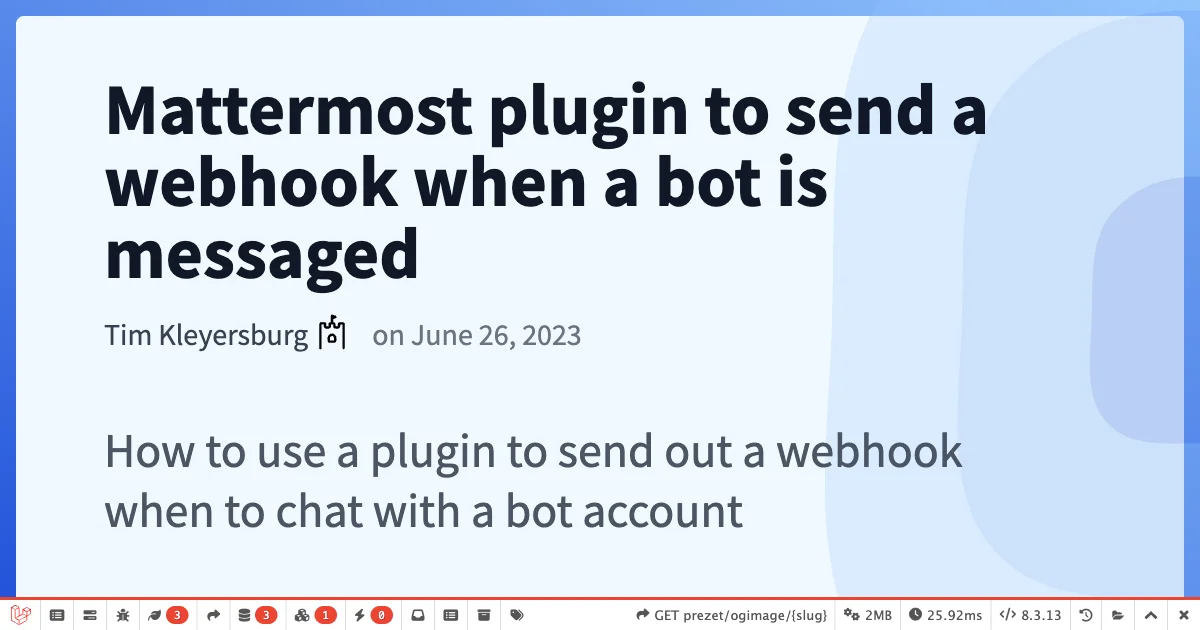 Mattermost plugin to send a
webhook when a bot is
messaged
Tim Kleyersburg on June 26, 2023
How to use a plugin to send out a webhook
when to chat with a bot account
3 3 1 0 GET prezet/ogimage/{slug} 2MB 25.92ms 8.3.13